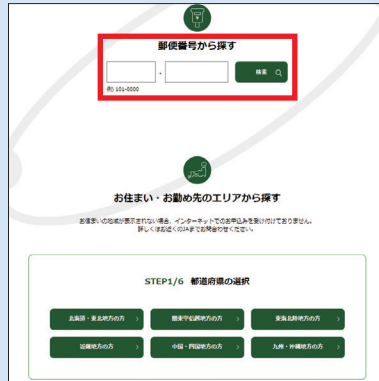 郵便番号から探す
-
検索
例) 101-0000
お住まい・お勤め先のエリアから探す
お住まいの地域が表示されない場合、インターネットでのお申込みを受け付けておりません。
詳しくはお近くのJAまでお問合わせください。
STEP1/6 都道府県の選択
北海道・東北地方の方
関東甲信越地方の方
東海北陸地方の方
近畿地方の方
中国・四国地方の方
九州・沖縄地方の方